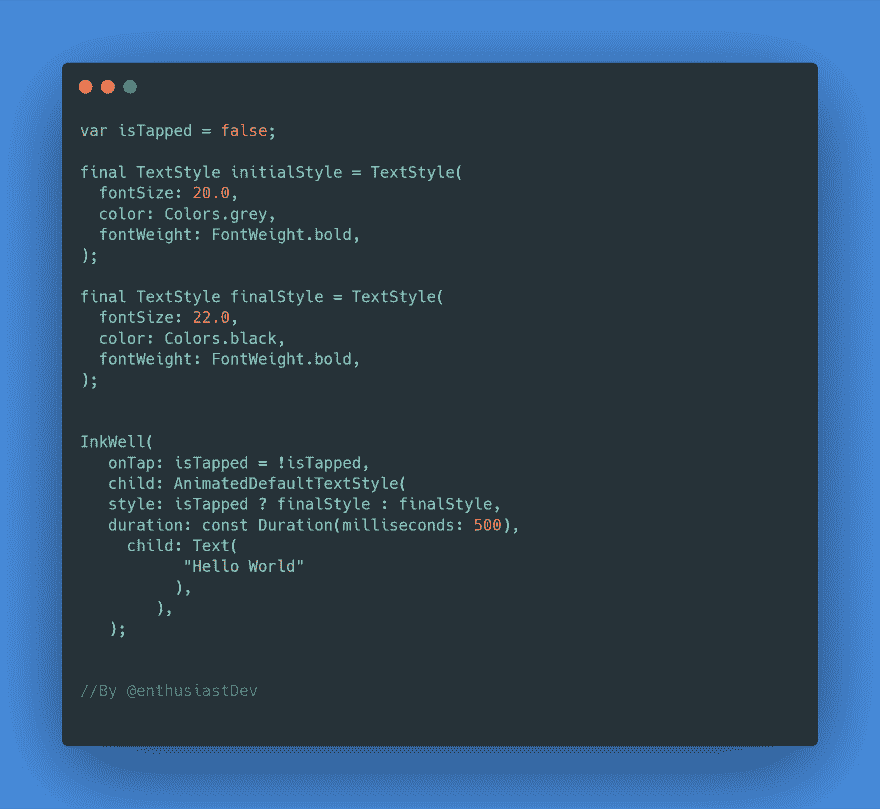 var isTapped = false;
final TextStyle initialStyle = TextStyle(
fontSize: 20.0,
color: Colors.grey,
fontWeight: FontWeight.bold,
);
final TextStyle finalStyle = TextStyle(
fontSize: 22.0,
color: Colors.black,
fontWeight: FontWeight.bold,
);
InkWell(
onTap: isTapped = !isTapped,
child: AnimatedDefaultTextStyle(
style: isTapped ? finalStyle : finalStyle,
duration: const Duration(milliseconds: 500),
child: Text(
"Hello World"
),
),
);
//By @enthusiastDev